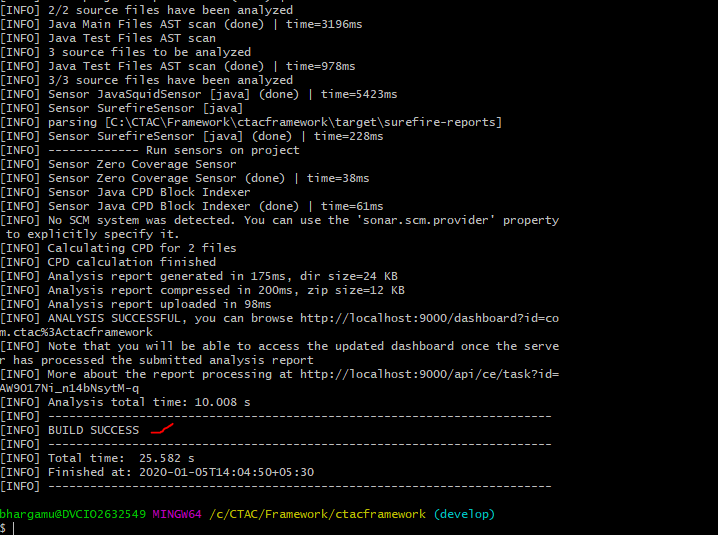 [INFO] 2/2 source files have been analyzed
[INFO] Java Main Files AST scan (done) | time=3196ms
[INFO] Java Test Files AST scan
[INFO] 3 source files to be analyzed
[INFO] Java Test Files AST scan (done) | time=978ms
[INFO] 3/3 source files have been analyzed
[INFO] Sensor JavaSquidSensor [java] (done) | time=5423ms
[INFO] Sensor SurefireSensor [java]
[INFO] parsing [C:\CTAC\Framework\ctacframework\target\surefire-reports]
[INFO] Sensor SurefireSensor [java] (done) | time=228ms
[INFO] ------------- Run sensors on project
[INFO] Sensor Zero Coverage Sensor
[INFO] Sensor Zero Coverage Sensor (done) | time=38ms
[INFO] Sensor Java CPD Block Indexer
[INFO] Sensor Java CPD Block Indexer (done) | time=61ms
[INFO] No SCM system was detected. You can use the 'sonar.scm.provider' property
 to explicitly specify it.
[INFO] Calculating CPD for 2 files
[INFO] CPD calculation finished
[INFO] Analysis report generated in 175ms, dir size=24 KB
[INFO] Analysis report compressed in 200ms, zip size=12 KB
[INFO] Analysis report uploaded in 98ms
[INFO] ANALYSIS SUCCESSFUL, you can browse http://localhost:9000/dashboard?id=co
m.ctac%3Actacframework
[INFO] Note that you will be able to access the updated dashboard once the serve
r has processed the submitted analysis report
[INFO] More about the report processing at http://localhost:9000/api/ce/task?id=
AW9017Ni_n14bNsytM-q
[INFO] Analysis total time: 10.008 s
[INFO] ------------------------------------------------------------------------
[INFO] BUILD SUCCESS
[INFO] ------------------------------------------------------------------------
[INFO] Total time:  25.582 s
[INFO] Finished at: 2020-01-05T14:04:50+05:30
[INFO] ------------------------------------------------------------------------
bhargamu@DVCIO2632549 MINGW64 /c/CTAC/Framework/ctacframework (develop)
$